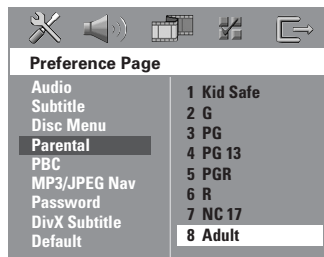 Preference Page
Audio
Subtitle
Disc Menu
Parental
PBC
MP3/JPEG Nav
Password
DivX Subtitle
Default
1 Kid Safe
2 G
3 PG
4 PG 13
5 PGR
6 R
7 NC 17
8 Adult